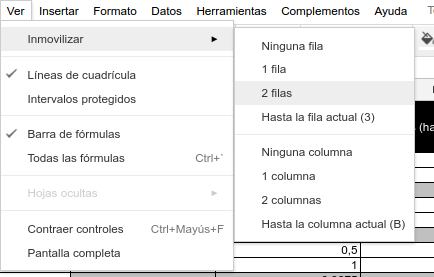 Ver Insertar Formato Datos Herramientas Complementos Ayuda
Inmovilizar
Líneas de cuadrícula
Intervalos protegidos
Barra de fórmulas
Todas las fórmulas Ctrl+`
Hojas ocultas
Contraer controles Ctrl+Mayús+F
Pantalla completa
Ninguna fila
1 fila
2 filas
Hasta la fila actual (3)
Ninguna columna
1 columna
2 columnas
Hasta la columna actual (B)
(ha
0,5
1